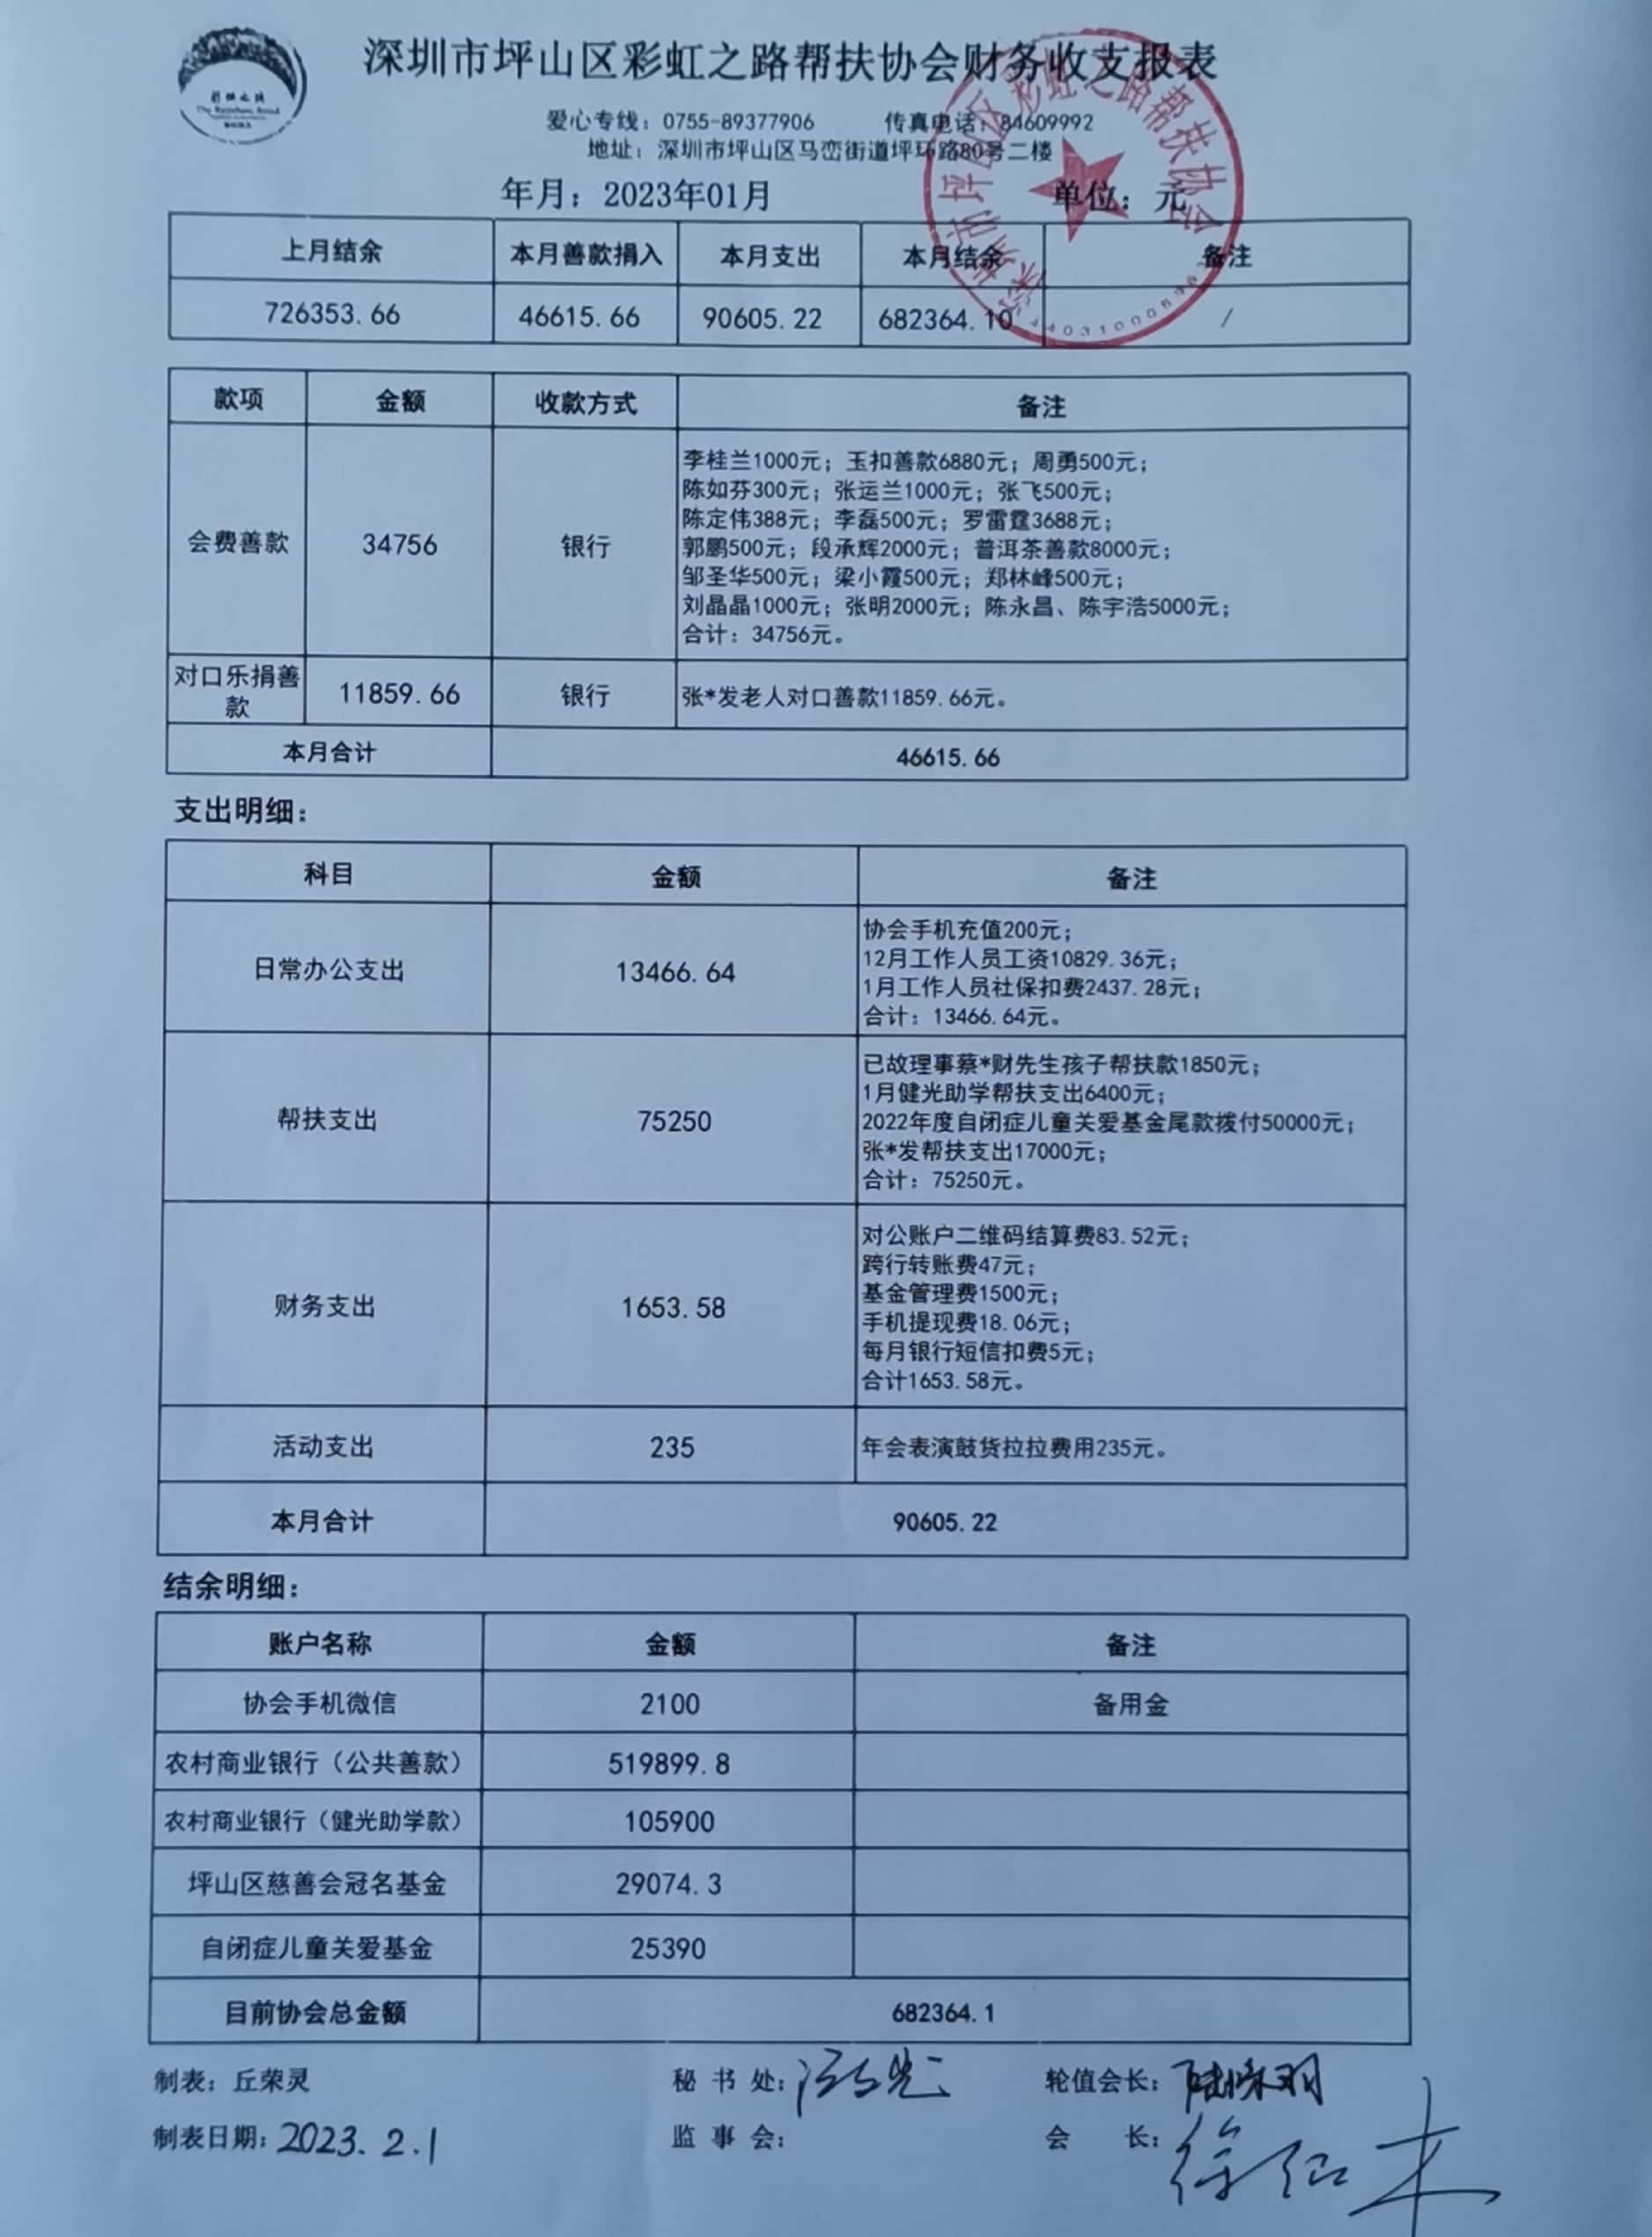 彩虹之路
The Rainbow Road
深圳市坪山区彩虹之路帮扶协会财务收支报表
爱心专线：0755-89377906 传真电话：84609992
地址：深圳市坪山区马峦街道坪环路80号二楼
深圳市坪山区彩虹之路帮扶协会
年月：2023年01月 单位：元
上月结余 本月善款捐入 本月支出 本月结余 备注
726353.66 46615.66 90605.22 682364.10 /
款项 金额 收款方式 备注
会费善款 34756 银行
李桂兰1000元；玉扣善款6880元；周勇500元；
陈如芬300元；张运兰1000元；张飞500元；
陈定伟388元；李磊500元；罗雷霆3688元；
郭鹏500元；段承辉2000元；普洱茶善款8000元；
邹圣华500元；梁小霞500元；郑林峰500元；
刘晶晶1000元；张明2000元；陈永昌、陈宇浩5000元；
合计：34756元。
对口乐捐善
款
11859.66 银行 张*发老人对口善款11859.66元。
本月合计 46615.66
支出明细：
科目 金额 备注
日常办公支出 13466.64
协会手机充值200元；
12月工作人员工资10829.36元；
1月工作人员社保扣费2437.28元；
合计：13466.64元。
帮扶支出 75250
已故理事蔡*财先生孩子帮扶款1850元；
1月健光助学帮扶支出6400元；
2022年度自闭症儿童关爱基金尾款拨付50000元；
张*发帮扶支出17000元；
合计：75250元。
财务支出 1653.58
对公账户二维码结算费83.52元；
跨行转账费47元；
基金管理费1500元；
手机提现费18.06元；
每月银行短信扣费5元；
合计1653.58元。
活动支出 235 年会表演鼓货拉拉费用235元。
本月合计 90605.22
结余明细：
账户名称 金额 备注
协会手机微信 2100 备用金
农村商业银行（公共善款） 519899.8
农村商业银行（健光助学款） 105900
坪山区慈善会冠名基金 29074.3
自闭症儿童关爱基金 25390
目前协会总金额 682364.1
制表：丘荣灵 秘 书 处： 轮值会长：
制表日期：2023.2.1 监 事 会： 会 长：